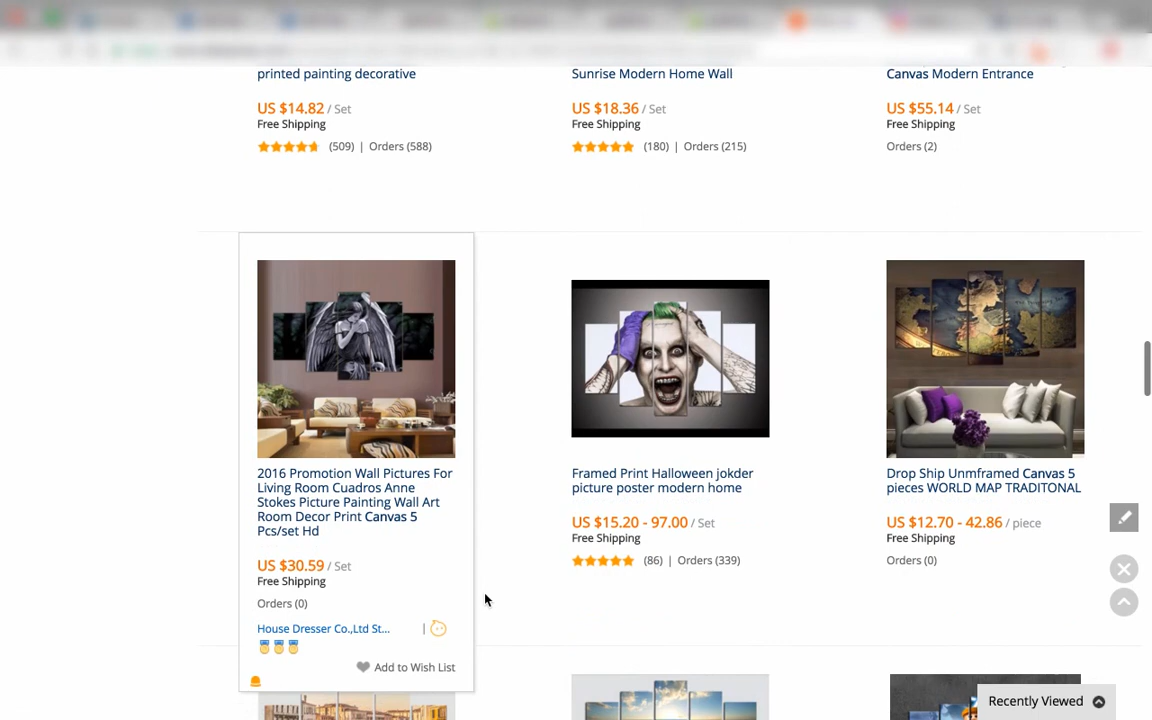 printed painting decorative
Sunrise Modern Home Wall
Canvas Modern Entrance
US $14.82 / Set
US $18.36 / Set
US $55.14 / Set
Free Shipping
Free Shipping
Free Shipping
(509) | Orders (588)
(180) | Orders (215)
Orders (2)
2016 Promotion Wall Pictures For
Living Room Cuadros Anne
Stokes Picture Painting Wall Art
Room Decor Print Canvas 5
Pcs/set Hd
US $30.59 / Set
Free Shipping
Orders (0)
House Dresser Co.,Ltd St... |
Add to Wish List
Framed Print Halloween jokder
picture poster modern home
US $15.20 - 97.00 / Set
Free Shipping
(86) | Orders (339)
Drop Ship Unmframed Canvas 5
pieces WORLD MAP TRADITONAL
US $12.70 - 42.86 / piece
Free Shipping
Orders (0)
Recently Viewed